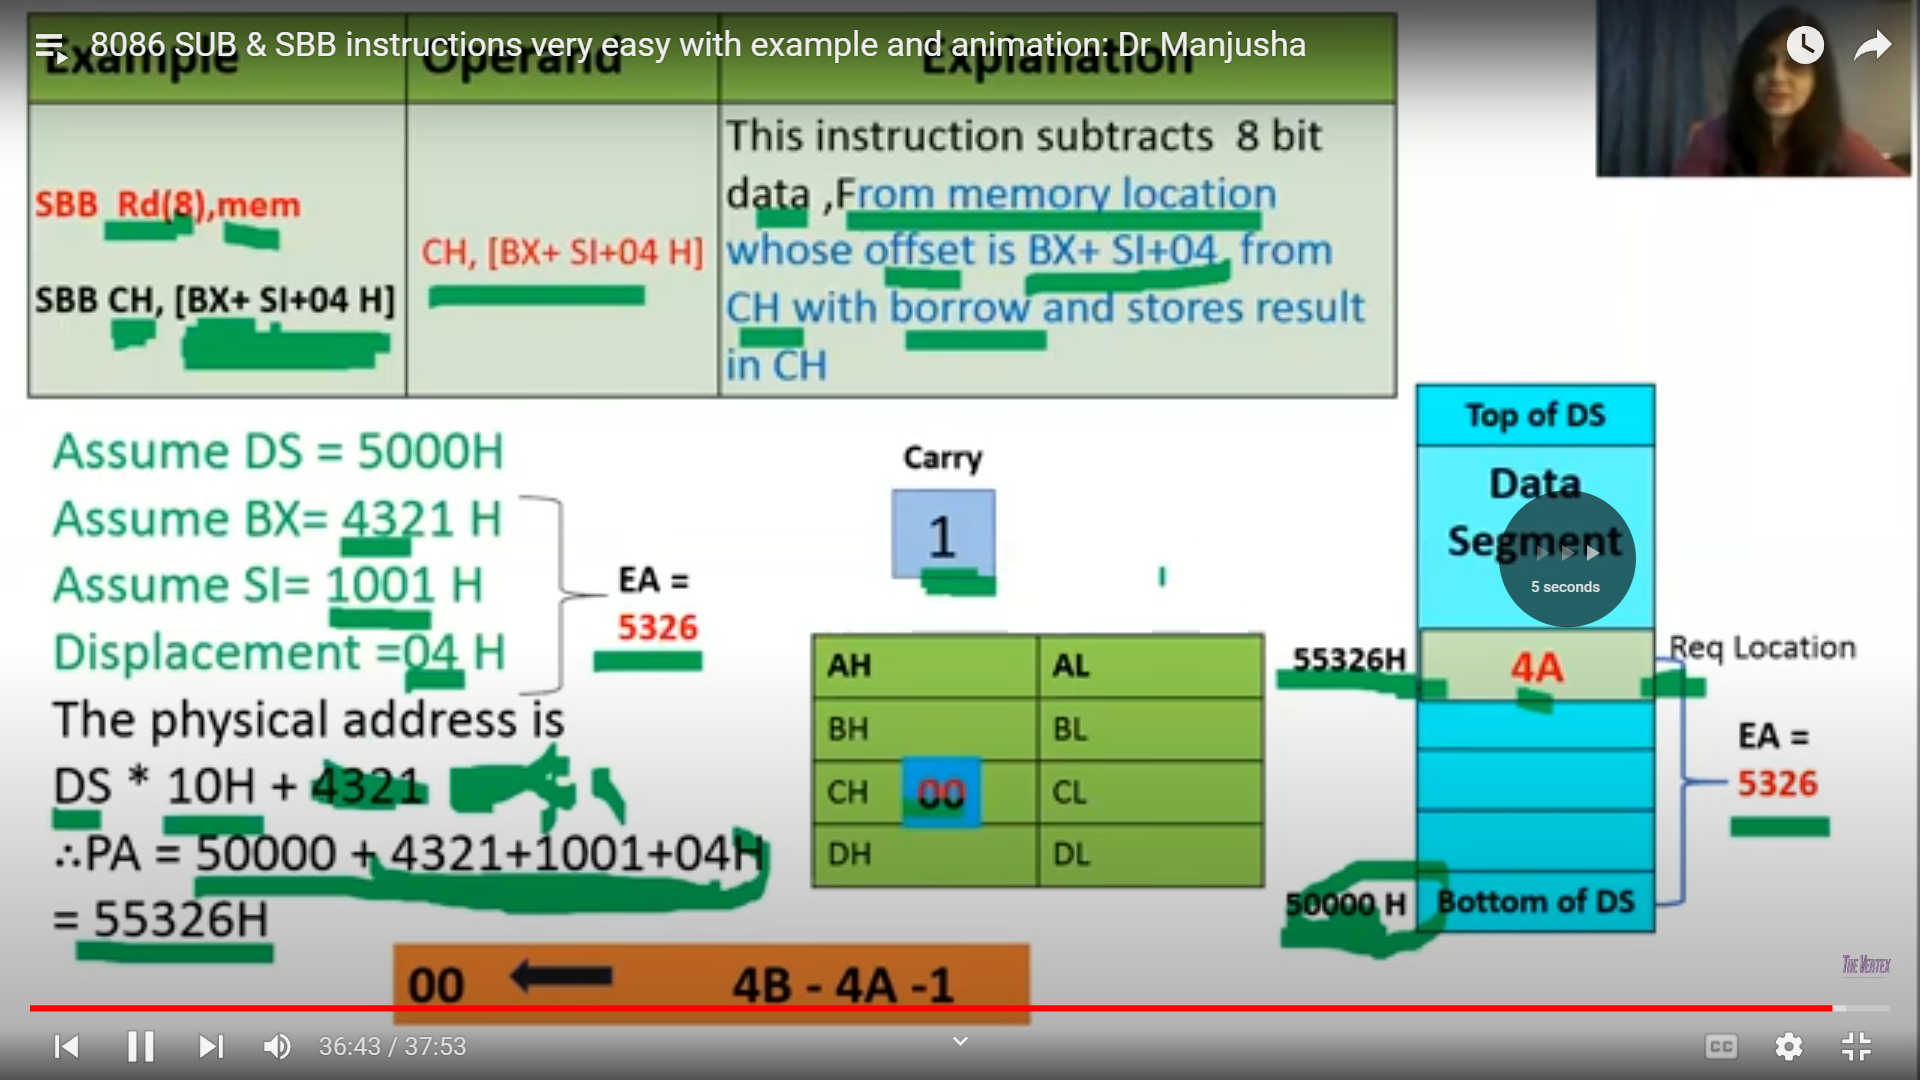 8086 SUB & SBB instructions very easy with example and animation: Dr Manjusha
Example Operand Explanation
SBB Rd(8),mem
SBB CH, [BX+ SI+04 H]
CH, [BX+ SI+04 H]
This instruction subtracts 8 bit
data ,From memory location
whose offset is BX+ SI+04 from
CH with borrow and stores result
in CH
Assume DS = 5000H
Assume BX= 4321 H
Assume SI= 1001 H
Displacement =04 H
EA =
5326
The physical address is
DS * 10H + 4321
∴PA = 50000 + 4321+1001+04H
= 55326H
Carry
1
AH AL
BH BL
CH 00 CL
DH DL
00 4B - 4A -1
Top of DS
Data
Segment
5 seconds
55326H 4A Req Location
EA =
5326
50000 H Bottom of DS
THE VERTEX
36:43 / 37:53
CC